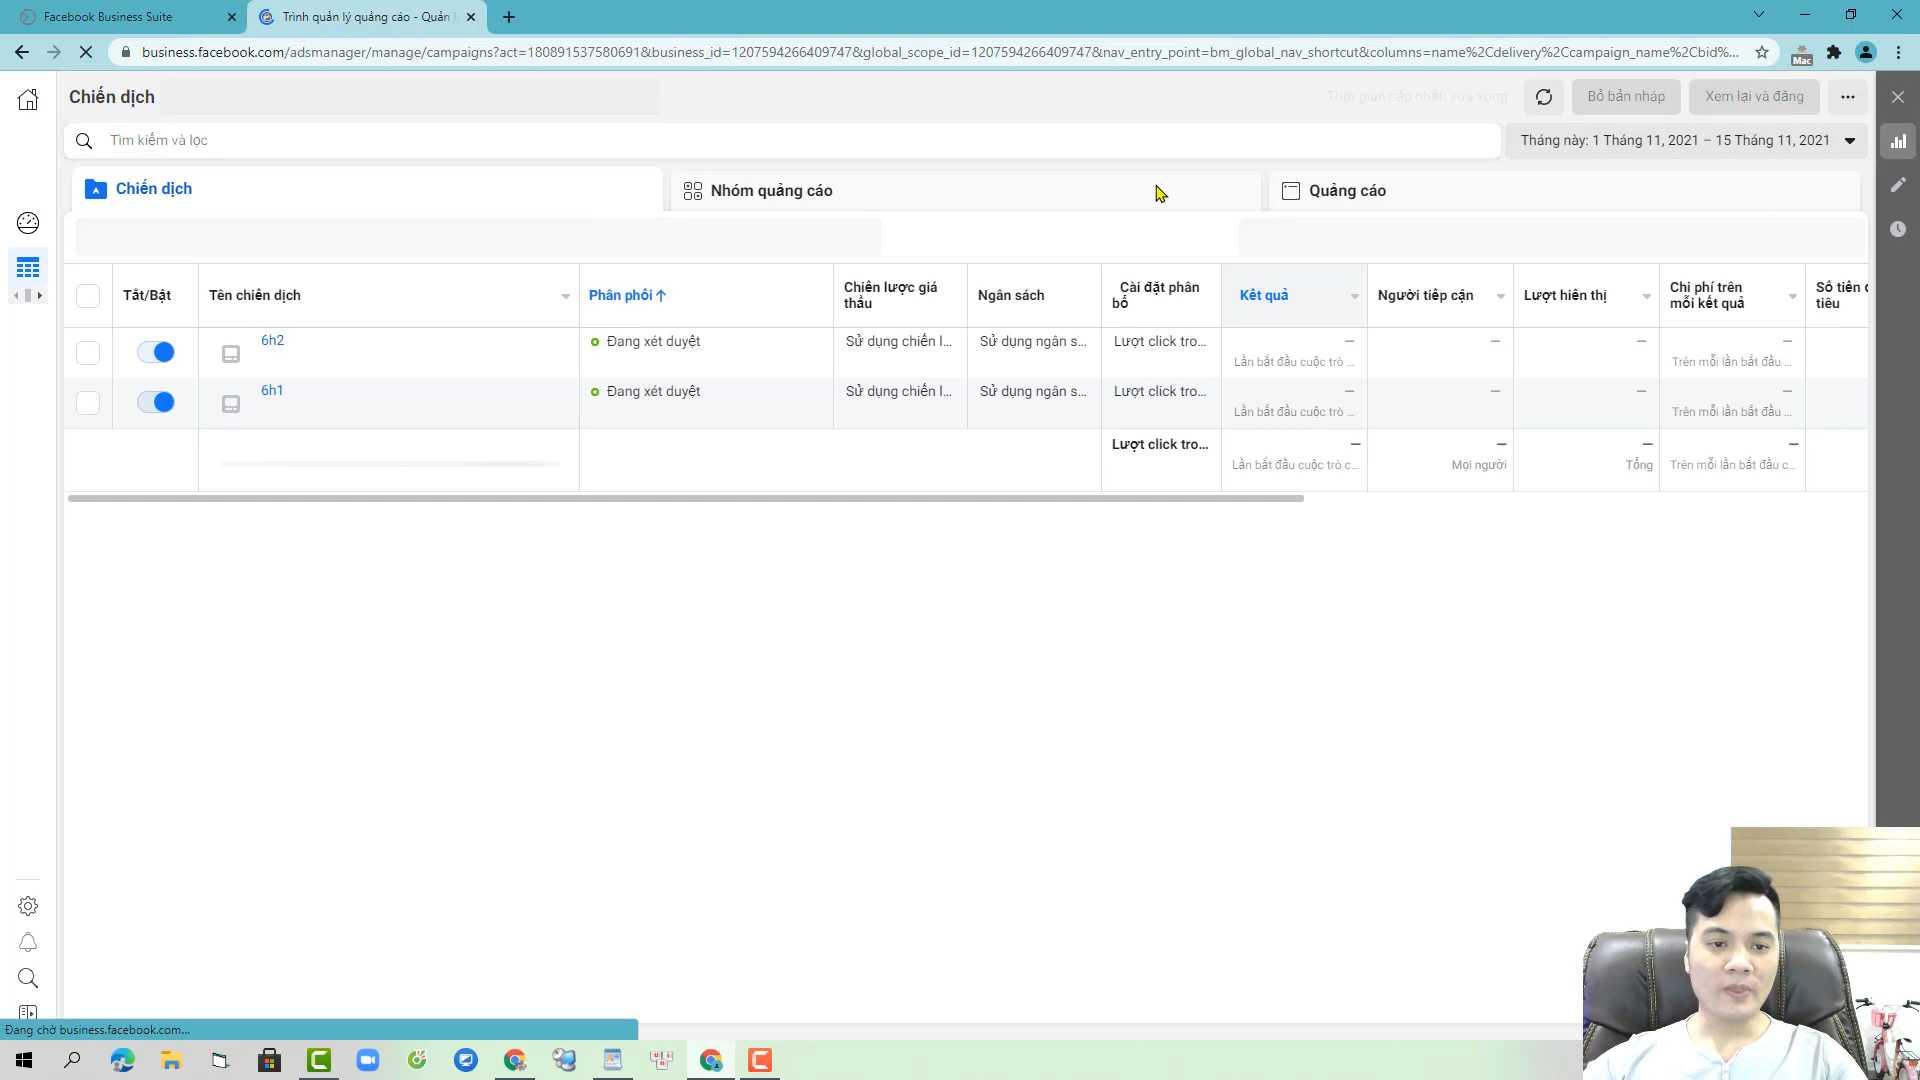 Facebook Business Suite
Trình quản lý quảng cáo - Quản
business.facebook.com/adsmanager/manage/campaigns?act=180891537580691&business_id=1207594266409747&global_scope_id=1207594266409747&nav_entry_point=bm_global_nav_shortcut&columns=name%2Cdelivery%2Ccampaign_name%2Cbid%...
Mac
Chiến dịch
Thời gian cập nhật: vừa xong
Bỏ bản nháp
Xem lại và đăng
Tìm kiếm và lọc
Tháng này: 1 Tháng 11, 2021 – 15 Tháng 11, 2021
Chiến dịch
Nhóm quảng cáo
Quảng cáo
Tắt/Bật
Tên chiến dịch
Phân phối↑
Chiến lược giá thầu
Ngân sách
Cài đặt phân bổ
Kết quả
Người tiếp cận
Lượt hiển thị
Chi phí trên mỗi kết quả
Số tiền
tiêu
6h2
Đang xét duyệt
Sử dụng chiến l...
Sử dụng ngân s...
Lượt click tro...
—
Lần bắt đầu cuộc trò ...
—
—
—
Trên mỗi lần bắt đầu ...
6h1
Đang xét duyệt
Sử dụng chiến l...
Sử dụng ngân s...
Lượt click tro...
—
Lần bắt đầu cuộc trò ...
—
—
—
Trên mỗi lần bắt đầu ...
Lượt click tro...
—
Lần bắt đầu cuộc trò c...
—
Mọi người
—
Tổng
—
Trên mỗi lần bắt đầu c...
Đang chờ business.facebook.com...